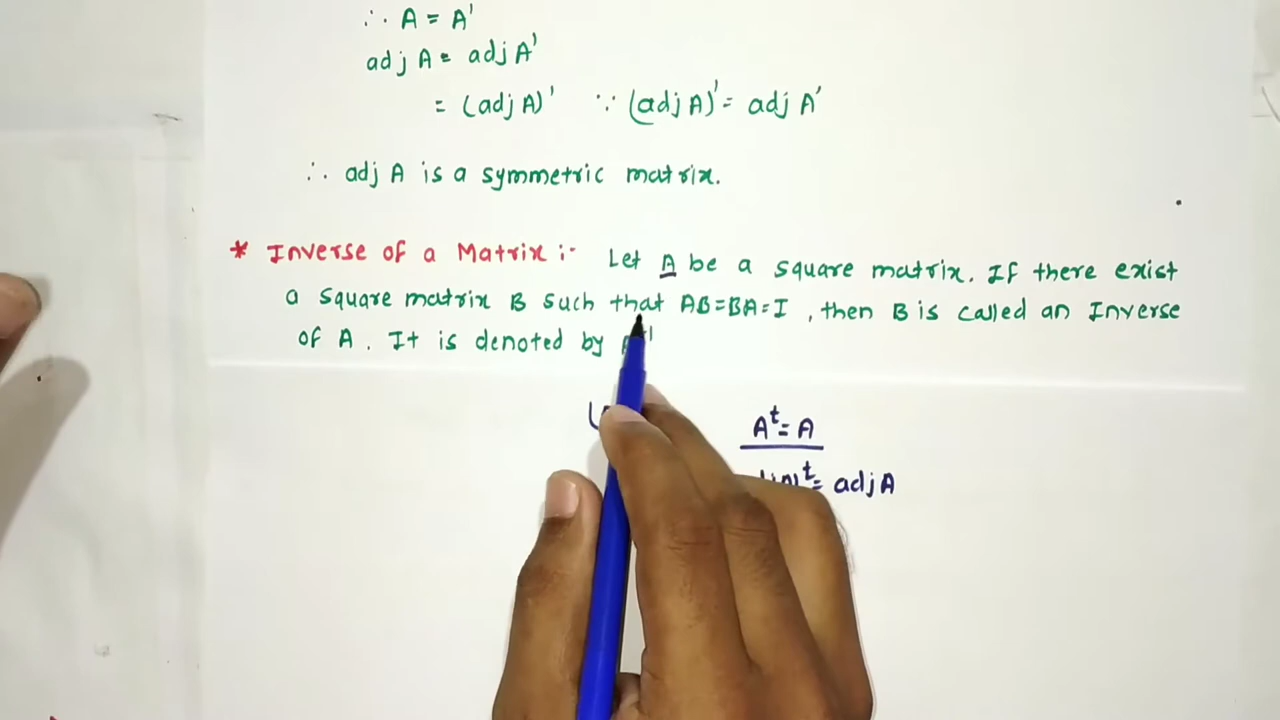 ∴ A = A'
adj A = adj A'
= (adj A)' ∵ (adj A)' = adj A'
∴ adj A is a symmetric matrix.
* Inverse of a Matrix :- Let A be a square matrix. If there exist
a square matrix B such that AB=BA=I , then B is called an Inverse
of A. It is denoted by
A^t = A
= adj A